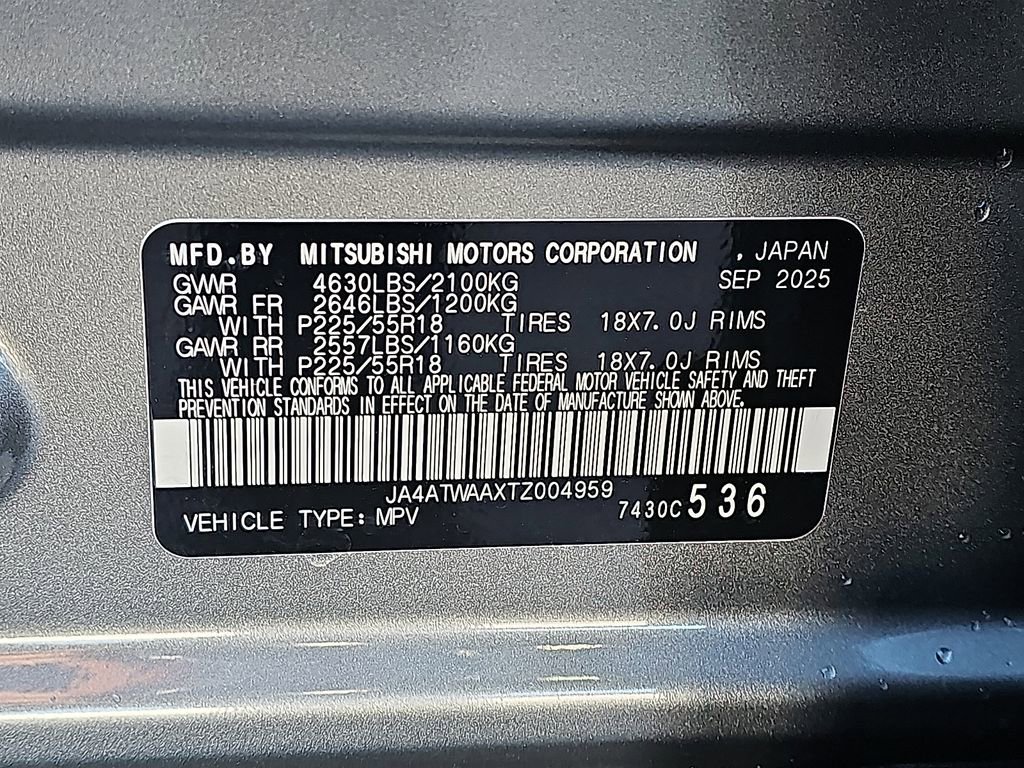 MFD.BY MITSUBISHI MOTORS CORPORATION , JAPAN
GVWR 4630LBS/2100KG SEP 2025
GAWR FR 2646LBS/1200KG
WITH P225/55R18 TIRES 18X7.0J RIMS
GAWR RR 2557LBS/1160KG
WITH P225/55R18 TIRES 18X7.0J RIMS
THIS VEHICLE CONFORMS TO ALL APPLICABLE FEDERAL MOTOR VEHICLE SAFETY AND THEFT
PREVENTION STANDARDS IN EFFECT ON THE DATE OF MANUFACTURE SHOWN ABOVE.
JA4ATWAAXTZ004959
VEHICLE TYPE: MPV 7430C 536